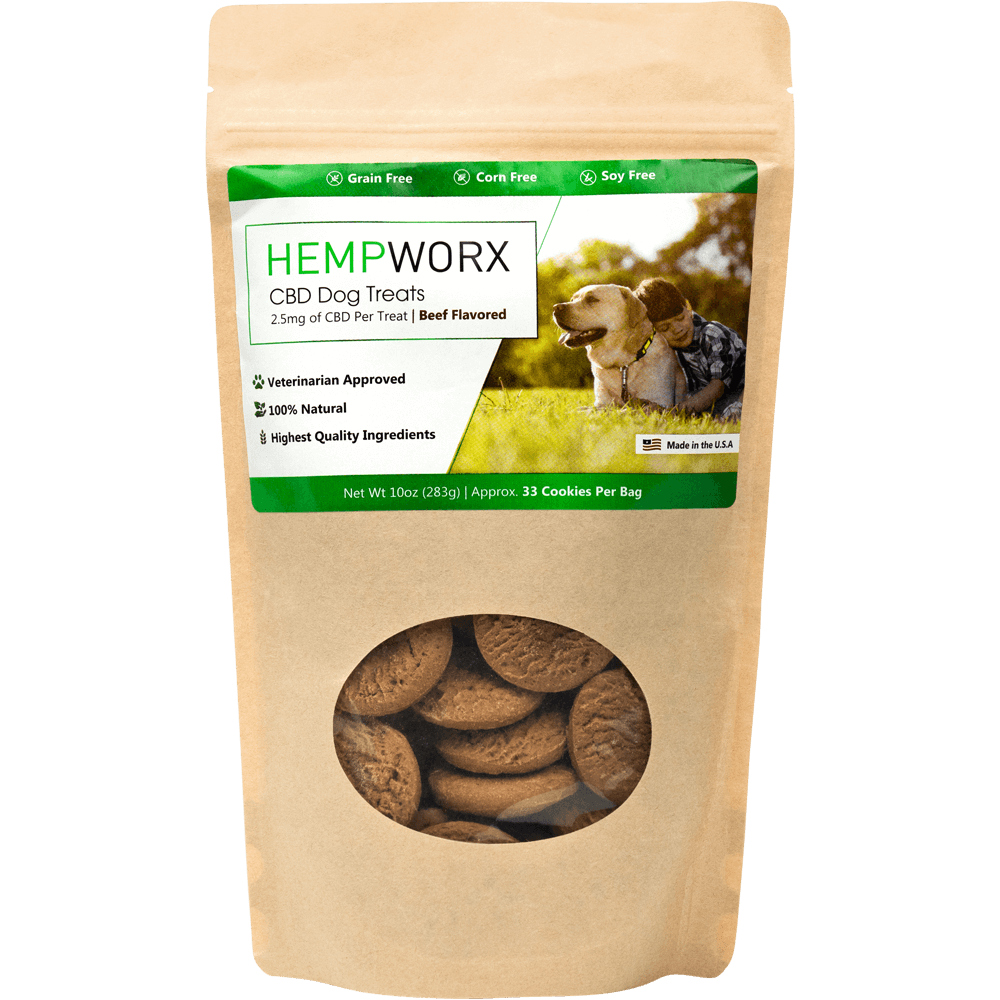 Grain Free Corn Free Soy Free
HEMPWORX
CBD Dog Treats
2.5mg of CBD Per Treat | Beef Flavored
Veterinarian Approved
100% Natural
Highest Quality Ingredients
Made in the U.S.A
Net Wt 10oz (283g) | Approx. 33 Cookies Per Bag